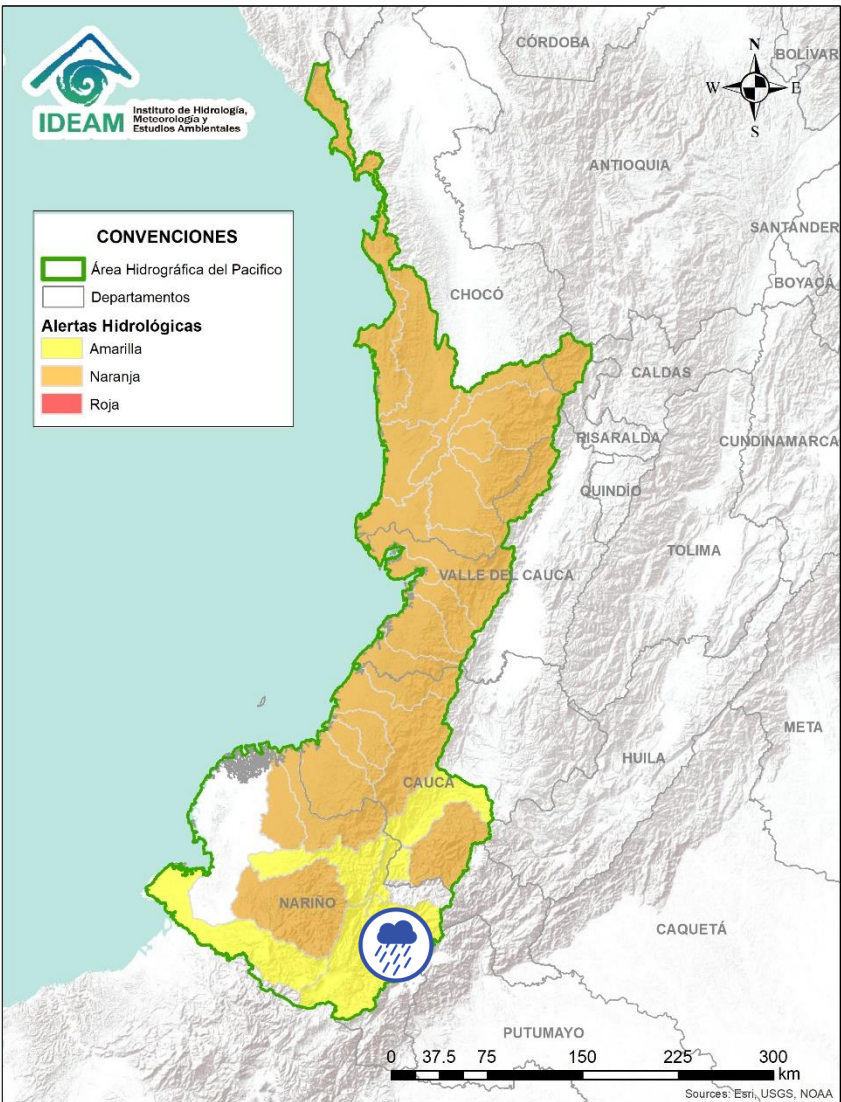 IDEAM
Instituto de Hidrología,
Meteorología y
Estudios Ambientales
N
W
E
S
CÓRDOBA
BOLÍVAR
ANTIOQUIA
SANTANDER
BOYACÁ
CONVENCIONES
Área Hidrográfica del Pacifico
Departamentos
Alertas Hidrológicas
Amarilla
Naranja
Roja
CHOCÓ
CALDAS
RISARALDA
CUNDINAMARCA
QUINDÍO
TOLIMA
VALLE DEL CAUCA
META
HUILA
CAUCA
NARIÑO
CAQUETÁ
PUTUMAYO
0 37.5 75 150 225 300
km
Sources: Esri, USGS, NOAA